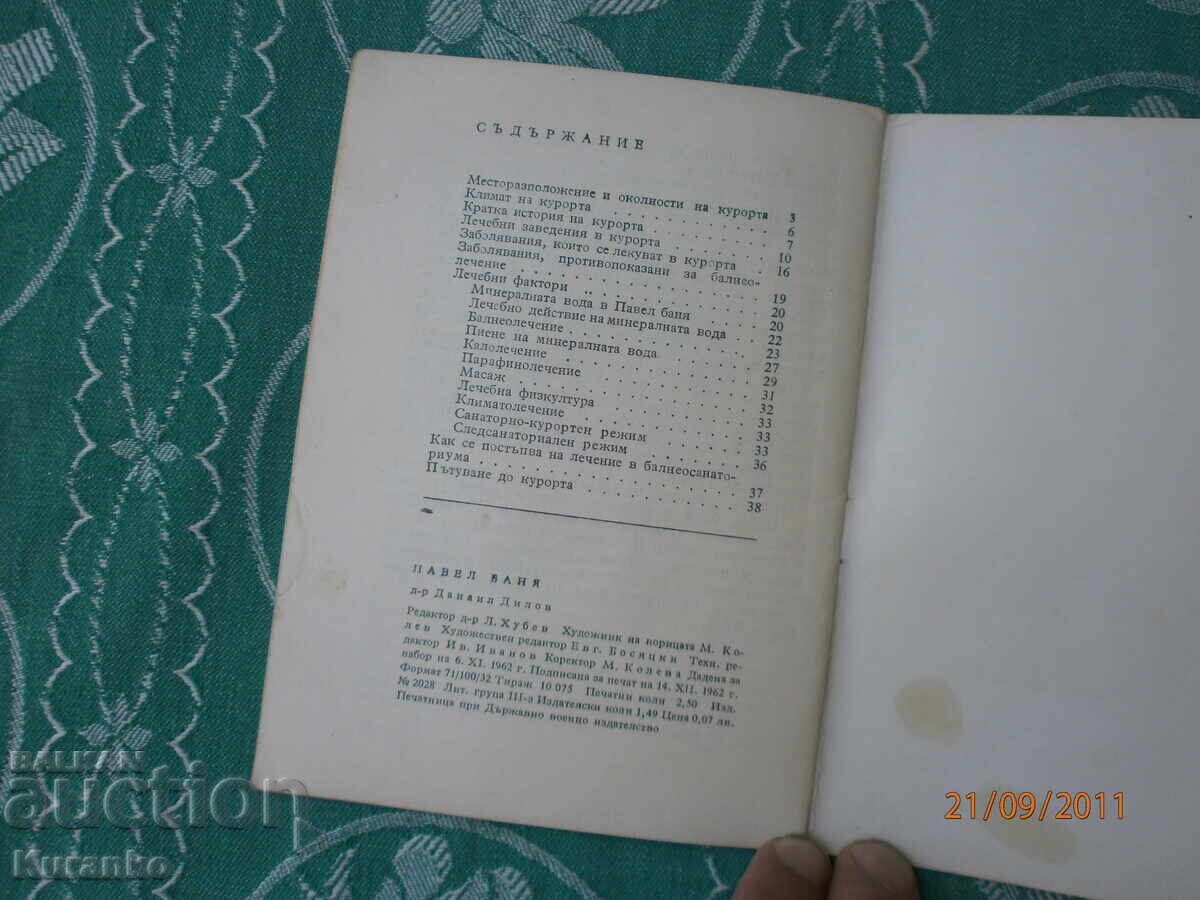 СЪДЪРЖАНИЕ
Месторазположение и околности на курорта 3
Климат на курорта . . . . . . . . . . 6
Кратка история на курорта . . . . . . . 7
Лечебни заведения в курорта . . . . . . 10
Заболявания, които се лекуват в курорта . 16
Заболявания, противопоказани за балнео-
лечение . . . . . . . . . . . . . . 19
Лечебни фактори . . . . . . . . . . . 20
Минералната вода в Павел баня . . . . 20
Лечебно действие на минералната вода . . 22
Балнеолечение . . . . . . . . . . . 23
Пиене на минералната вода . . . . . . 27
Калолечение . . . . . . . . . . . . 29
Парафинолечение . . . . . . . . . . 31
Масаж . . . . . . . . . . . . . . 32
Лечебна физкултура . . . . . . . . . 33
Климатолечение . . . . . . . . . . 33
Санаторно-курортен режим . . . . . . 33
Следсанаториален режим . . . . . . . 36
Как се постъпва на лечение в балнеосанато-
риума . . . . . . . . . . . . . . . 37
Пътуване до курорта . . . . . . . . . 38
ПАВЕЛ БАНЯ
д-р Данаил Дилов
Редактор д-р Л. Хубев Художник на корицата М. Ко-
лев Художествен редактор Евг. Босяцки Техн. ре-
дактор Ив. Иванов Коректор М. Колева Дадена за
набор на 6. XI. 1962 г. Подписана за печат на 14. XII. 1962 г.
Формат 71/100/32 Тираж 10 075 Печатни коли 2,50 Изд.
№ 2028 Лит. група III-а Издателски коли 1,49 Цена 0,07 лв.
Печатница при Държавно военно издателство
21/09/2011
BALKAN
auction
Kuranko